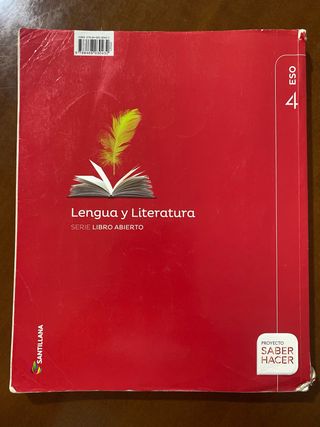 ESO
4
Lengua y Literatura
SERIE LIBRO ABIERTO
SANTILLANA
PROYECTO
SABER
HACER